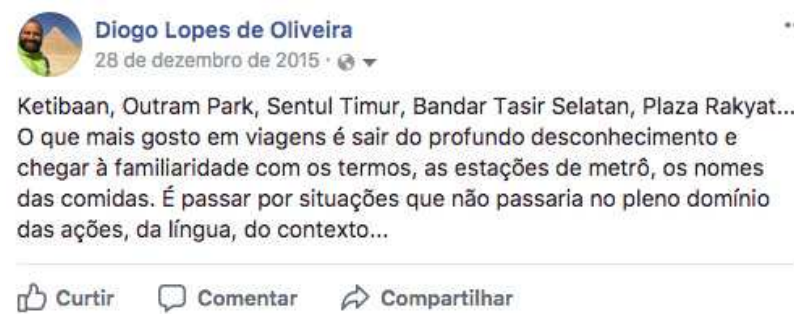 Diogo Lopes de Oliveira
28 de dezembro de 2015 ·
Ketibaan, Outram Park, Sentul Timur, Bandar Tasir Selatan, Plaza Rakyat...
O que mais gosto em viagens é sair do profundo desconhecimento e
chegar à familiaridade com os termos, as estações de metrô, os nomes
das comidas. É passar por situações que não passaria no pleno domínio
das ações, da língua, do contexto...
Curtir Comentar Compartilhar